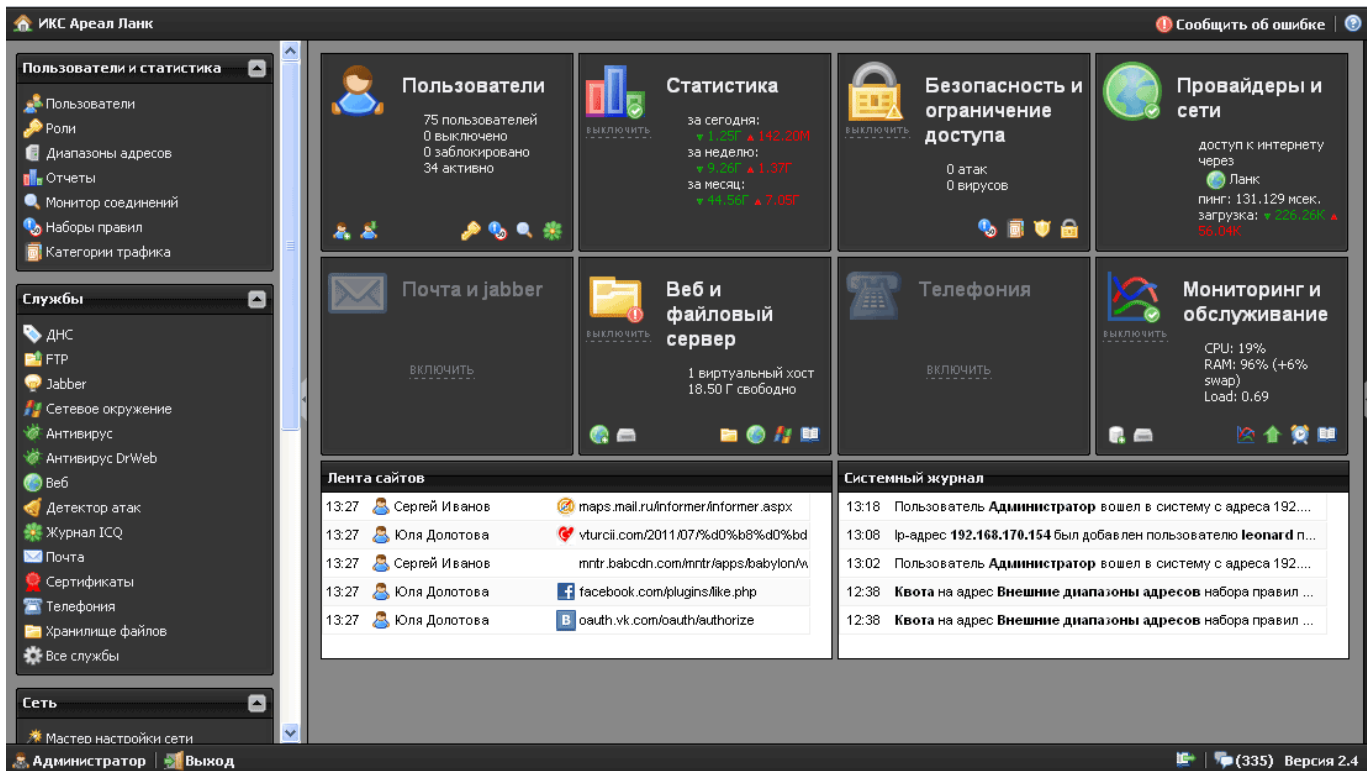 ИКС Ареал Ланк
Сообщить об ошибке
Пользователи и статистика
Пользователи
Роли
Диапазоны адресов
Отчеты
Монитор соединений
Наборы правил
Категории трафика
Службы
ДНС
FTP
Jabber
Сетевое окружение
Антивирус
Антивирус DrWeb
Веб
Детектор атак
Журнал ICQ
Почта
Сертификаты
Телефония
Хранилище файлов
Все службы
Сеть
Мастер настройки сети
Пользователи
75 пользователей
0 выключено
0 заблокировано
34 активно
Статистика
выключить
за сегодня:
1.25Г 142.20М
за неделю:
9.26Г 1.37Г
за месяц:
44.56Г 7.05Г
Безопасность и
ограничение
доступа
выключить
0 атак
0 вирусов
Провайдеры и
сети
доступ к интернету
через
Ланк
пинг: 131.129 мсек.
загрузка: 226.26К
56.04К
Почта и jabber
включить
Веб и
файловый
сервер
выключить
1 виртуальный хост
18.50 Г свободно
Телефония
включить
Мониторинг и
обслуживание
выключить
CPU: 19%
RAM: 96% (+6%
swap)
Load: 0.69
Лента сайтов
13:27 Сергей Иванов maps.mail.ru/informer/informer.aspx
13:27 Юля Долотова vturcii.com/2011/07/%d0%b8%d0%bd
13:27 Сергей Иванов mntr.babcdn.com/mntr/apps/babylon/w
13:27 Юля Долотова facebook.com/plugins/like.php
13:27 Юля Долотова oauth.vk.com/oauth/authorize
Системный журнал
13:18 Пользователь Администратор вошел в систему с адреса 192....
13:08 Ip-адрес 192.168.170.154 был добавлен пользователю leonard п...
13:02 Пользователь Администратор вошел в систему с адреса 192....
12:38 Квота на адрес Внешние диапазоны адресов набора правил ...
12:38 Квота на адрес Внешние диапазоны адресов набора правил ...
Администратор
Выход
(335) Версия 2.4